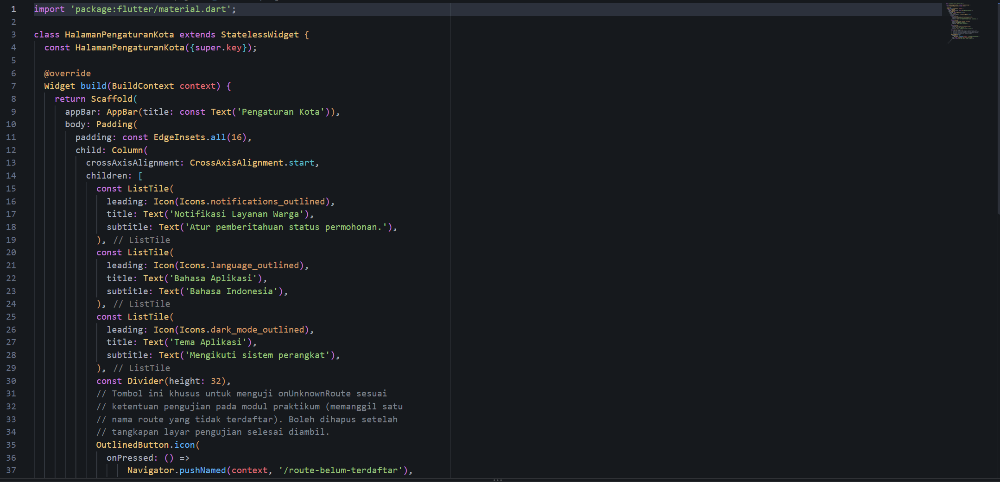 1 import 'package:flutter/material.dart';
2
3 class HalamanPengaturanKota extends StatelessWidget {
4   const HalamanPengaturanKota({super.key});
5
6   @override
7   Widget build(BuildContext context) {
8     return Scaffold(
9       appBar: AppBar(title: const Text('Pengaturan Kota')),
10       body: Padding(
11         padding: const EdgeInsets.all(16),
12         child: Column(
13           crossAxisAlignment: CrossAxisAlignment.start,
14           children: [
15             const ListTile(
16               leading: Icon(Icons.notifications_outlined),
17               title: Text('Notifikasi Layanan Warga'),
18               subtitle: Text('Atur pemberitahuan status permohonan.'),
19             ), // ListTile
20             const ListTile(
21               leading: Icon(Icons.language_outlined),
22               title: Text('Bahasa Aplikasi'),
23               subtitle: Text('Bahasa Indonesia'),
24             ), // ListTile
25             const ListTile(
26               leading: Icon(Icons.dark_mode_outlined),
27               title: Text('Tema Aplikasi'),
28               subtitle: Text('Mengikuti sistem perangkat'),
29             ), // ListTile
30             const Divider(height: 32),
31             // Tombol ini khusus untuk menguji onUnknownRoute sesuai
32             // ketentuan pengujian pada modul praktikum (memanggil satu
33             // nama route yang tidak terdaftar). Boleh dihapus setelah
34             // tangkapan layar pengujian selesai diambil.
35             OutlinedButton.icon(
36               onPressed: () =>
37                   Navigator.pushNamed(context, '/route-belum-terdaftar'),